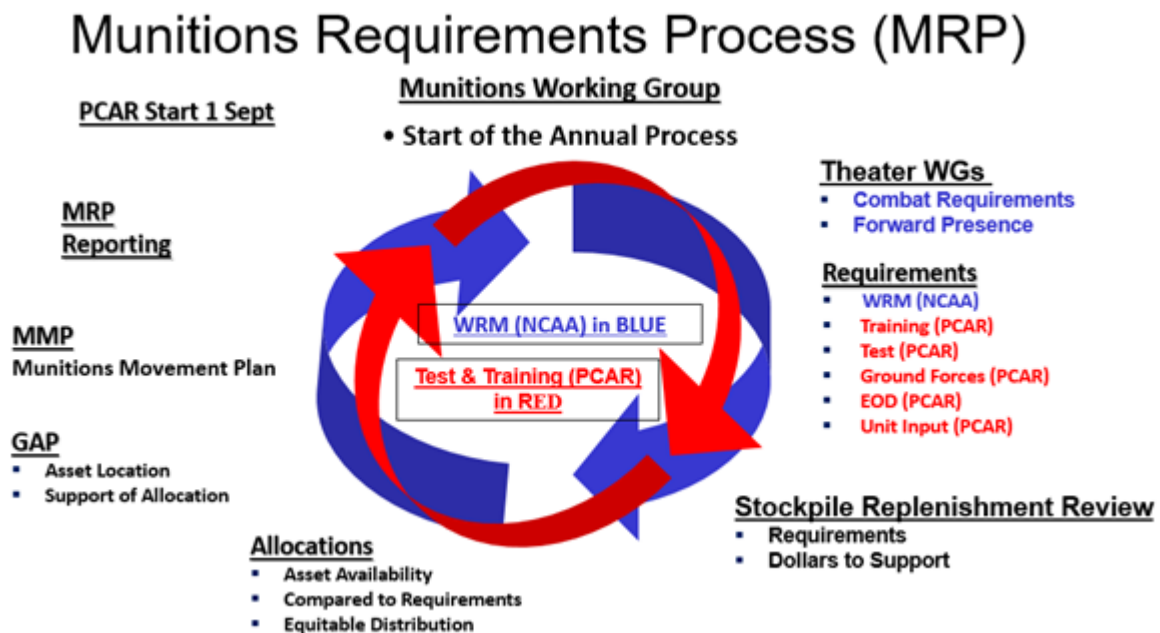 Munitions Requirements Process (MRP)
Munitions Working Group
• Start of the Annual Process
PCAR Start 1 Sept
Theater WGs
▪ Combat Requirements
▪ Forward Presence
Requirements
▪ WRM (NCAA)
▪ Training (PCAR)
▪ Test (PCAR)
▪ Ground Forces (PCAR)
▪ EOD (PCAR)
▪ Unit Input (PCAR)
Stockpile Replenishment Review
▪ Requirements
▪ Dollars to Support
Allocations
▪ Asset Availability
▪ Compared to Requirements
▪ Equitable Distribution
GAP
▪ Asset Location
▪ Support of Allocation
MMP
Munitions Movement Plan
MRP
Reporting
WRM (NCAA) in BLUE
Test & Training (PCAR)
in RED